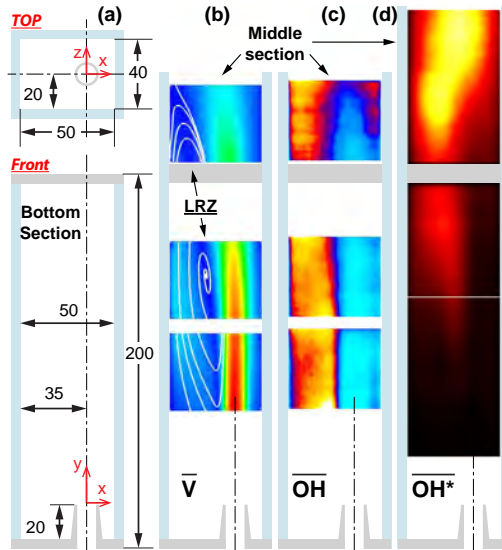 (a)
(b)
(c)
(d)
TOP
z
x
20
40
50
Middle
section
Front
Bottom
Section
LRZ
50
200
35
y
x
20
V
OH
OH*